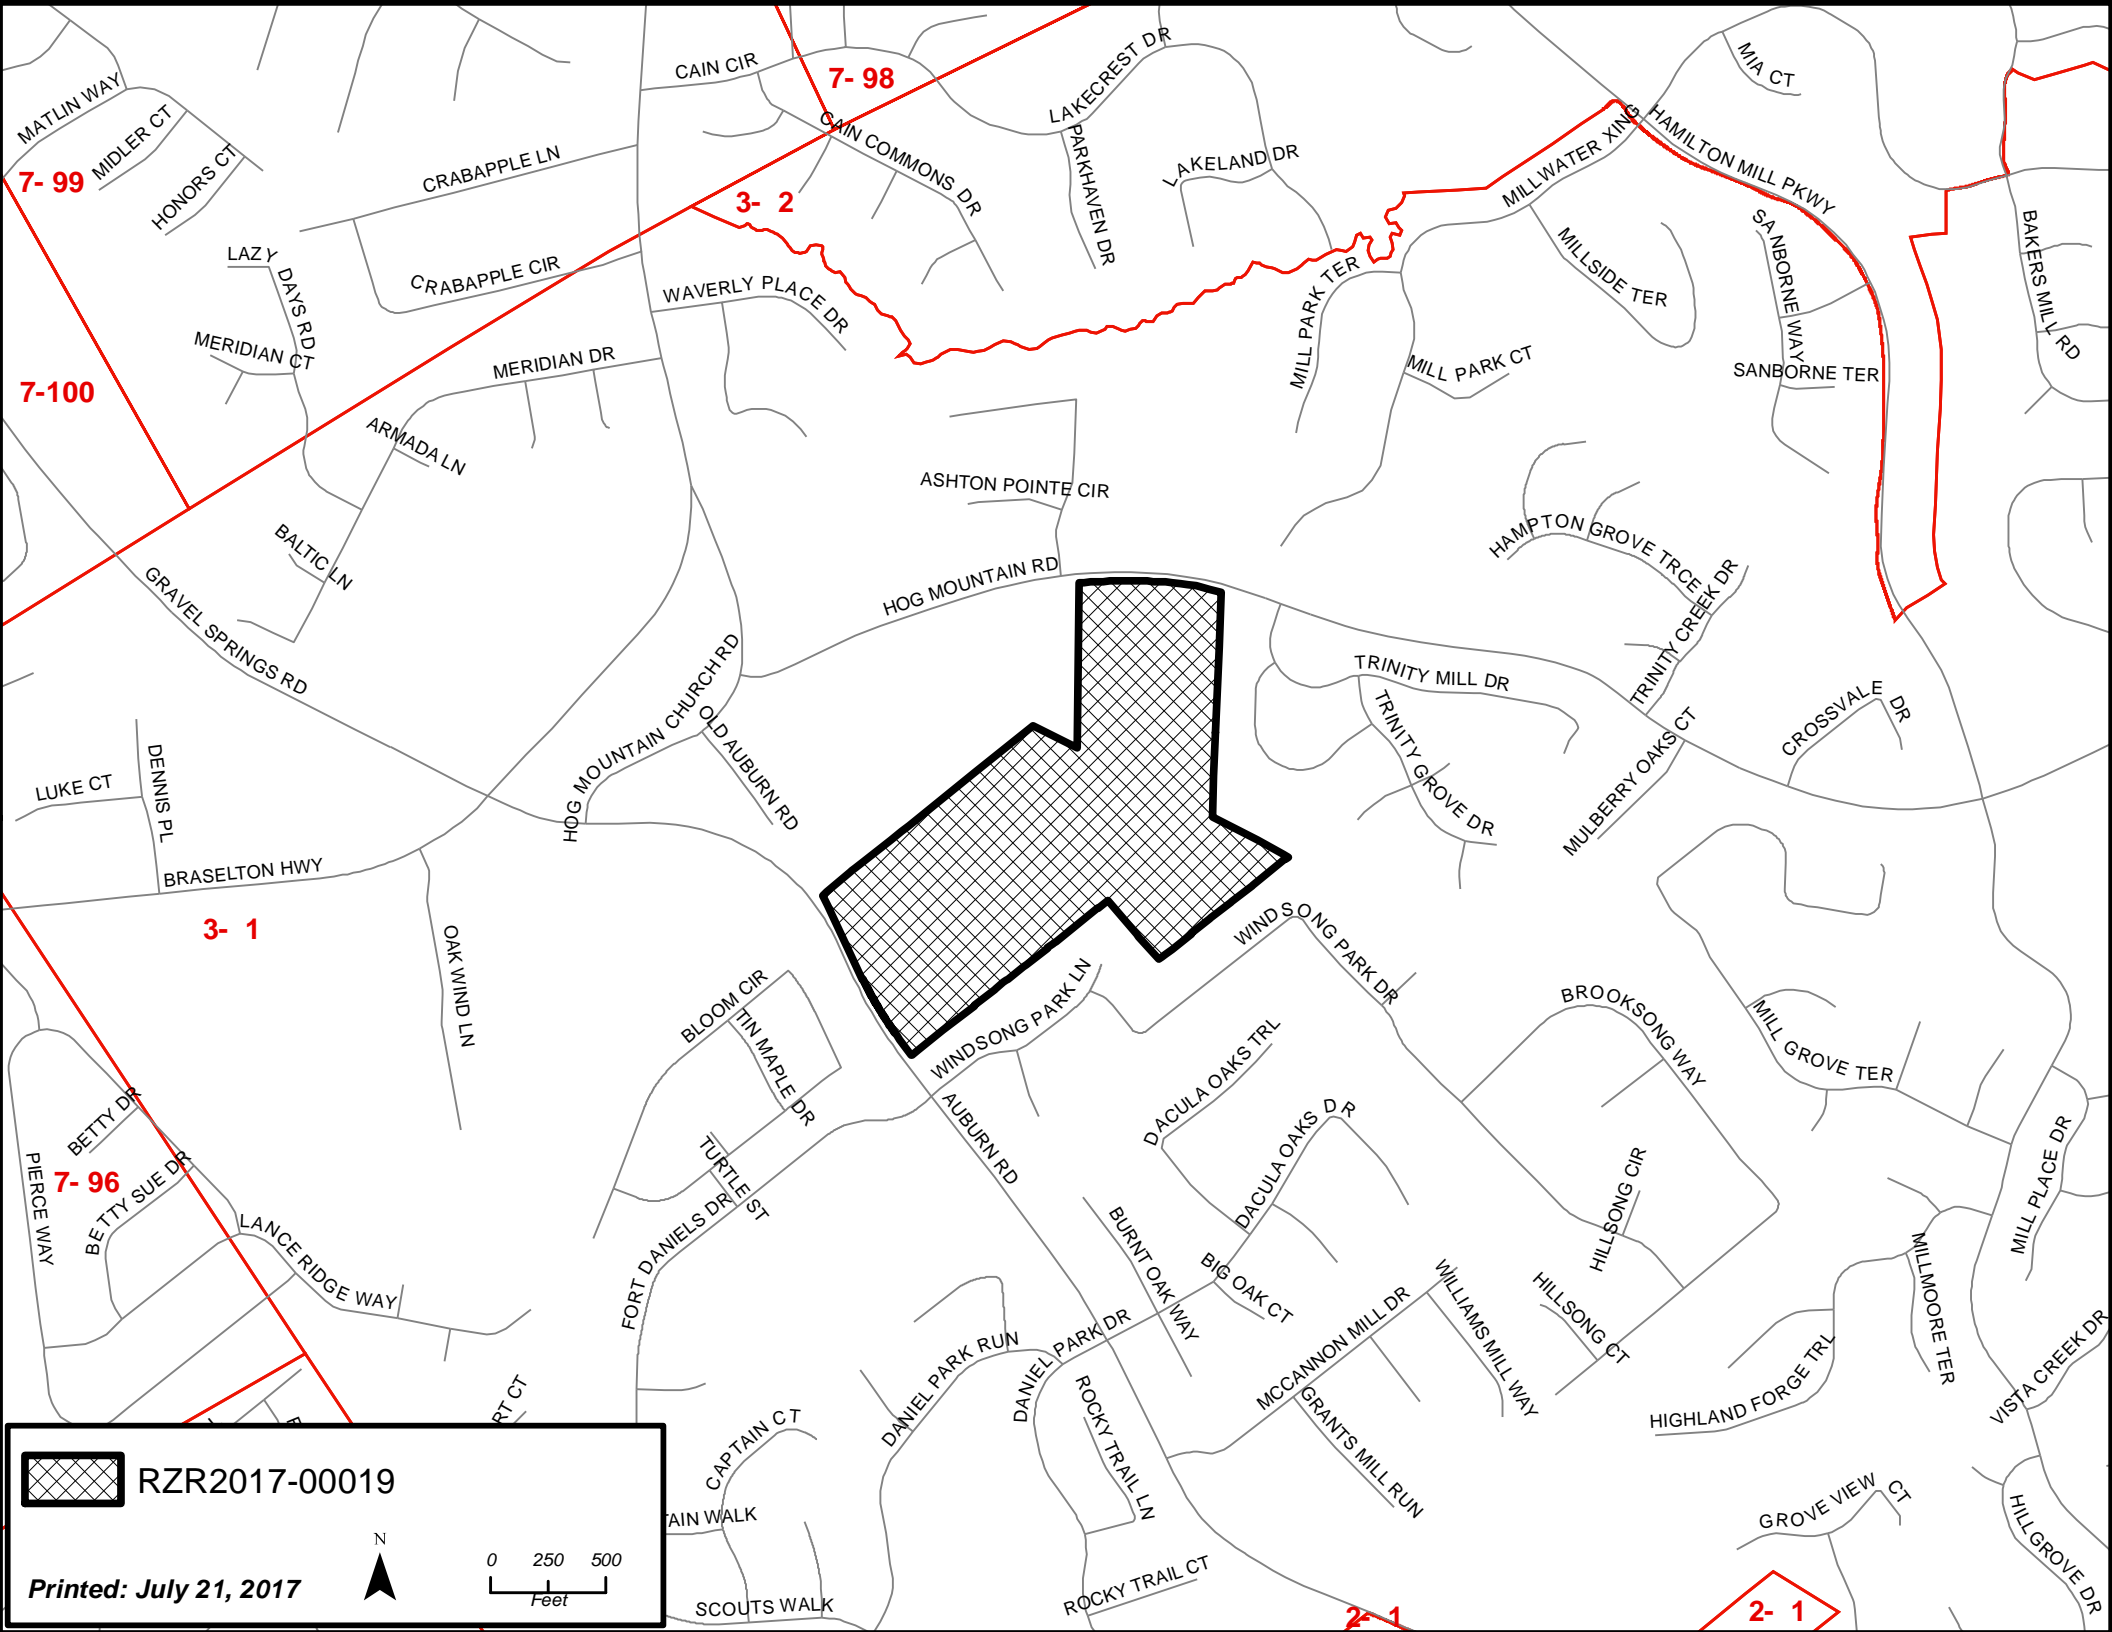 CAIN CIR
7- 98
LAKECREST DR
MIA CT
MATLIN WAY
MIDLER CT
HONORS CT
7- 99
CRABAPPLE LN
CAIN COMMONS DR
PARKHAVEN DR
LAKELAND DR
MILLWATER XING
HAMILTON MILL PKWY
3- 2
LAZY DAYS RD
CRABAPPLE CIR
WAVERLY PLACE DR
MILL PARK TER
MILLSIDE TER
SANBORNE WAY
BAKERS MILL RD
MERIDIAN CT
MERIDIAN DR
MILL PARK CT
SANBORNE TER
7-100
ARMADA LN
ASHTON POINTE CIR
BALTIC LN
HAMPTON GROVE TRCE
HOG MOUNTAIN RD
TRINITY CREEK DR
GRAVEL SPRINGS RD
HOG MOUNTAIN CHURCH RD
TRINITY MILL DR
OLD AUBURN RD
TRINITY GROVE DR
MULBERRY OAKS CT
CROSSVALE DR
LUKE CT
DENNIS PL
BRASELTON HWY
3- 1
OAK WIND LN
WINDSONG PARK DR
BLOOM CIR
TIN MAPLE DR
WINDSONG PARK LN
BROOKSONG WAY
MILL GROVE TER
DACULA OAKS TRL
DACULA OAKS DR
AUBURN RD
BETTY DR
PIERCE WAY
7- 96
BETTY SUE DR
TURTLE ST
FORT DANIELS DR
LANCE RIDGE WAY
BURNT OAK WAY
BIG OAK CT
HILLSONG CIR
HILLSONG CT
MILL PLACE DR
MILLMOORE TER
WILLIAMS MILL WAY
MCCANNON MILL DR
DANIEL PARK RUN
DANIEL PARK DR
HIGHLAND FORGE TRL
VISTA CREEK DR
RT CT
CAPTAIN CT
ROCKY TRAIL LN
GRANTS MILL RUN
GROVE VIEW CT
HILLGROVE DR
TAIN WALK
SCOUTS WALK
ROCKY TRAIL CT
2- 1
2- 1
RZR2017-00019
N
0 250 500
Feet
Printed: July 21, 2017